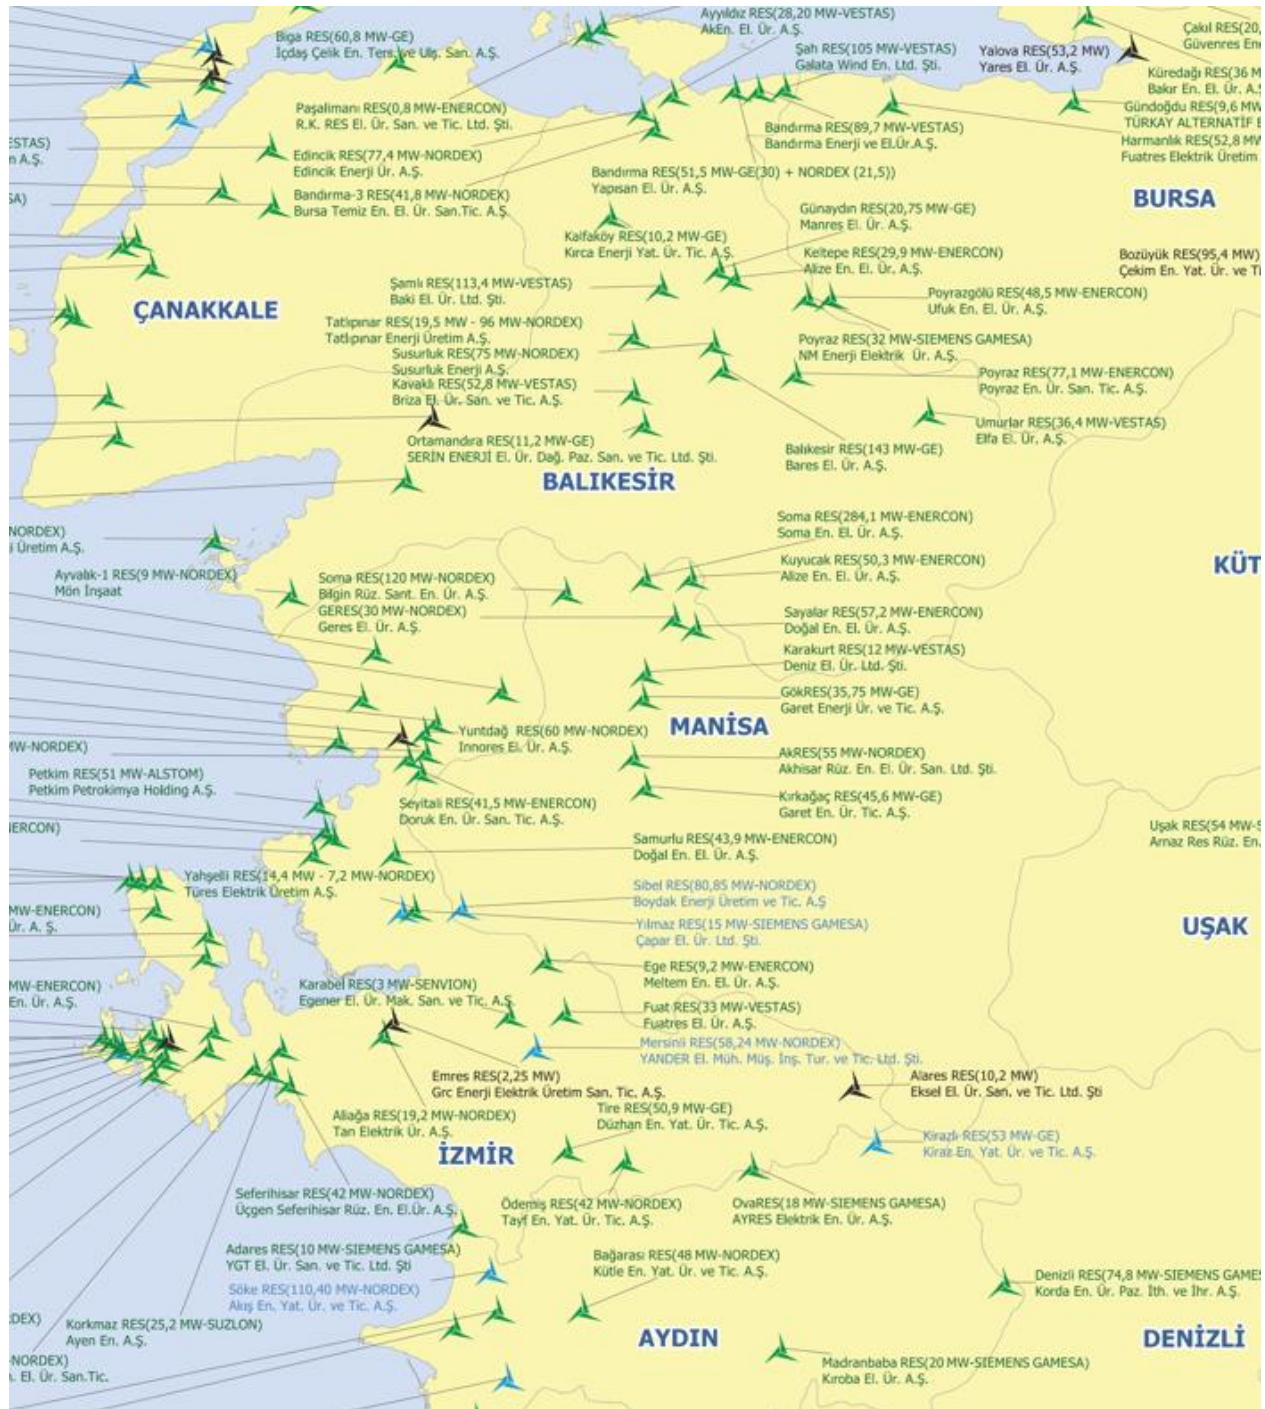 Biga RES(60,8 MW-GE)
İçdaş Çelik En. Ters. ve Ulş. San. A.Ş.
Ayyıldız RES(28,20 MW-VESTAS)
AkEn. El. Ür. A.Ş.
Şah RES(105 MW-VESTAS)
Galata Wind En. Ltd. Şti.
Yalova RES(53,2 MW)
Yares El. Ür. A.Ş.
Çakıl RES(20,
Güvenres Ene
Küredağı RES(36 M
Bakır En. El. Ür. A.Ş
Gündoğdu RES(9,6 MW
TÜRKAY ALTERNATİF E
Harmanlık RES(52,8 MW
Fuatres Elektrik Üretim
Paşalimanı RES(0,8 MW-ENERCON)
R.K. RES El. Ür. San. ve Tic. Ltd. Şti.
Bandırma RES(89,7 MW-VESTAS)
Bandırma Enerji ve El.Ür.A.Ş.
ESTAS)
n A.Ş.
Edincik RES(77,4 MW-NORDEX)
Edincik Enerji Ür. A.Ş.
Bandırma RES(51,5 MW-GE(30) + NORDEX (21,5))
Yapısan El. Ür. A.Ş.
SA)
Bandırma-3 RES(41,8 MW-NORDEX)
Bursa Temiz En. El. Ür. San.Tic. A.Ş.
BURSA
Günaydın RES(20,75 MW-GE)
Manres El. Ür. A.Ş.
Kalfaköy RES(10,2 MW-GE)
Kırca Enerji Yat. Ür. Tic. A.Ş.
Keltepe RES(29,9 MW-ENERCON)
Alize En. El. Ür. A.Ş.
Bozüyük RES(95,4 MW)
Çekim En. Yat. Ür. ve Ti
Şamlı RES(113,4 MW-VESTAS)
Baki El. Ür. Ltd. Şti.
Poyrazgölü RES(48,5 MW-ENERCON)
Ufuk En. El. Ür. A.Ş.
ÇANAKKALE
Tatlıpınar RES(19,5 MW - 96 MW-NORDEX)
Tatlıpınar Enerji Üretim A.Ş.
Poyraz RES(32 MW-SIEMENS GAMESA)
NM Enerji Elektrik Ür. A.Ş.
Susurluk RES(75 MW-NORDEX)
Susurluk Enerji A.Ş.
Poyraz RES(77,1 MW-ENERCON)
Poyraz En. Ür. San. Tic. A.Ş.
Kavaklı RES(52,8 MW-VESTAS)
Briza El. Ür. San. ve Tic. A.Ş.
Umurlar RES(36,4 MW-VESTAS)
Elfa El. Ür. A.Ş.
Ortamandıra RES(11,2 MW-GE)
SERİN ENERJİ El. Ür. Dağ. Paz. San. ve Tic. Ltd. Şti.
Balıkesir RES(143 MW-GE)
Bares El. Ür. A.Ş.
BALIKESİR
NORDEX)
i Üretim A.Ş.
Soma RES(284,1 MW-ENERCON)
Soma En. El. Ür. A.Ş.
Kuyucak RES(50,3 MW-ENERCON)
Alize En. El. Ür. A.Ş.
KÜT
Ayvalık-1 RES(9 MW-NORDEX)
Mön İnşaat
Soma RES(120 MW-NORDEX)
Bilgin Rüz. Sant. En. Ür. A.Ş.
GERES(30 MW-NORDEX)
Geres El. Ür. A.Ş.
Sayalar RES(57,2 MW-ENERCON)
Doğal En. El. Ür. A.Ş.
Karakurt RES(12 MW-VESTAS)
Deniz El. Ür. Ltd. Şti.
GökRES(35,75 MW-GE)
Garet Enerji Ür. ve Tic. A.Ş.
MANİSA
Yuntdağ RES(60 MW-NORDEX)
Innores El. Ür. A.Ş.
MW-NORDEX)
AkRES(55 MW-NORDEX)
Akhisar Rüz. En. El. Ür. San. Ltd. Şti.
Petkim RES(51 MW-ALSTOM)
Petkim Petrokimya Holding A.Ş.
Seyitali RES(41,5 MW-ENERCON)
Doruk En. Ür. San. Tic. A.Ş.
Kırkağaç RES(45,6 MW-GE)
Garet En. Ür. Tic. A.Ş.
NERCON)
Uşak RES(54 MW-S
Arnaz Res Rüz. En.
Samurlu RES(43,9 MW-ENERCON)
Doğal En. El. Ür. A.Ş.
Yahşelli RES(14,4 MW - 7,2 MW-NORDEX)
Türes Elektrik Üretim A.Ş.
Sibel RES(80,85 MW-NORDEX)
Boydak Enerji Üretim ve Tic. A.Ş
MW-ENERCON)
Ür. A. Ş.
Yılmaz RES(15 MW-SIEMENS GAMESA)
Çapar El. Ür. Ltd. Şti.
UŞAK
Ege RES(9,2 MW-ENERCON)
Meltem En. El. Ür. A.Ş.
MW-ENERCON)
En. Ür. A.Ş.
Karabel RES(3 MW-SENVION)
Egener El. Ür. Mak. San. ve Tic. A.Ş.
Fuat RES(33 MW-VESTAS)
Fuatres El. Ür. A.Ş.
Mersinli RES(58,24 MW-NORDEX)
YANDER El. Müh. Müş. İnş. Tur. ve Tic. Ltd. Şti.
Emres RES(2,25 MW)
Grc Enerji Elektrik Üretim San. Tic. A.Ş.
Alares RES(10,2 MW)
Eksel El. Ür. San. ve Tic. Ltd. Şti
Aliağa RES(19,2 MW-NORDEX)
Tan Elektrik Ür. A.Ş.
Tire RES(50,9 MW-GE)
Düzhan En. Yat. Ür. Tic. A.Ş.
Kirazlı RES(53 MW-GE)
Kiraz En. Yat. Ür. ve Tic. A.Ş.
İZMİR
Seferihisar RES(42 MW-NORDEX)
Üçgen Seferihisar Rüz. En. El.Ür. A.Ş.
Ödemiş RES(42 MW-NORDEX)
Tayf En. Yat. Ür. Tic. A.Ş.
OvaRES(18 MW-SIEMENS GAMESA)
AYRES Elektrik En. Ür. A.Ş.
Adares RES(10 MW-SIEMENS GAMESA)
YGT El. Ür. San. ve Tic. Ltd. Şti
Bağarası RES(48 MW-NORDEX)
Kütle En. Yat. Ür. ve Tic. A.Ş.
Söke RES(110,40 MW-NORDEX)
Akış En. Yat. Ür. ve Tic. A.Ş.
Denizli RES(74,8 MW-SIEMENS GAMES
Korda En. Ür. Paz. İth. ve İhr. A.Ş.
DEX)
Korkmaz RES(25,2 MW-SUZLON)
Ayen En. A.Ş.
AYDIN
DENİZLİ
-NORDEX)
. El. Ür. San.Tic.
Madranbaba RES(20 MW-SIEMENS GAMESA)
Kıroba El. Ür. A.Ş.